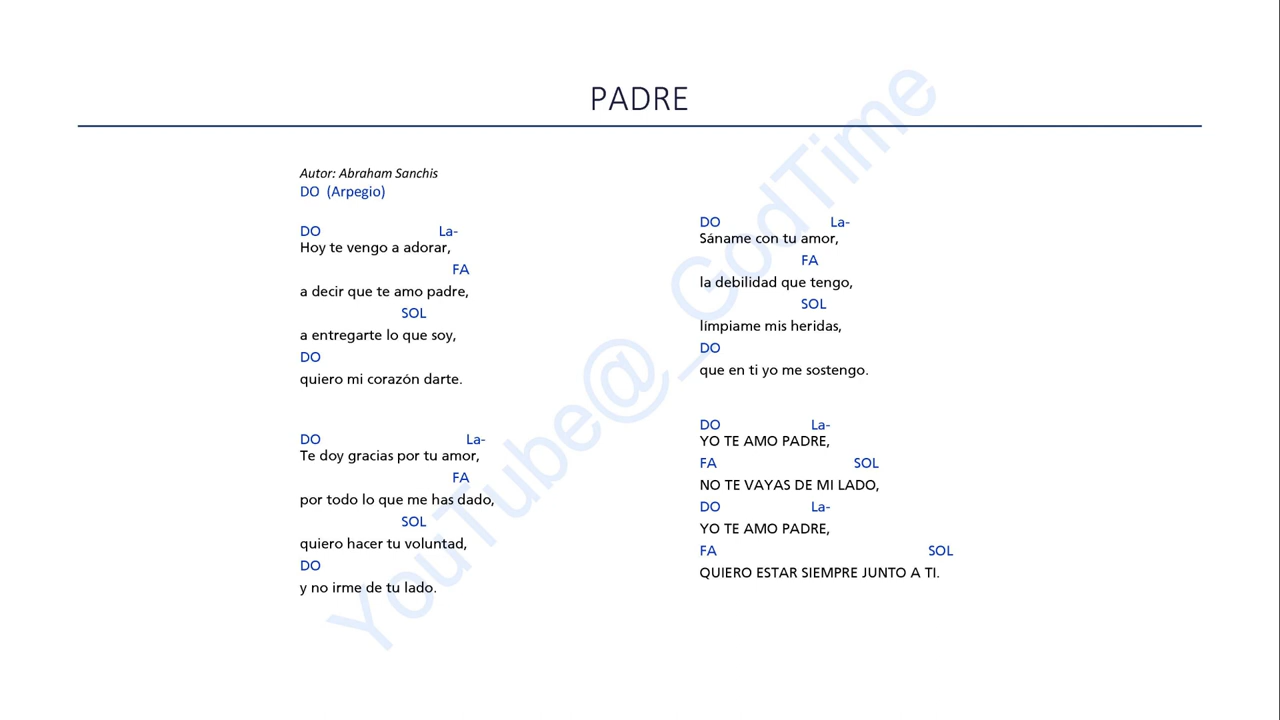 PADRE
Autor: Abraham Sanchis
DO (Arpegio)
DO La-
Hoy te vengo a adorar,
FA
a decir que te amo padre,
SOL
a entregarte lo que soy,
DO
quiero mi corazón darte.
DO La-
Te doy gracias por tu amor,
FA
por todo lo que me has dado,
SOL
quiero hacer tu voluntad,
DO
y no irme de tu lado.
DO La-
Sáname con tu amor,
FA
la debilidad que tengo,
SOL
límpiame mis heridas,
DO
que en ti yo me sostengo.
DO La-
YO TE AMO PADRE,
FA SOL
NO TE VAYAS DE MI LADO,
DO La-
YO TE AMO PADRE,
FA SOL
QUIERO ESTAR SIEMPRE JUNTO A TI.
YouTube@_GodTime